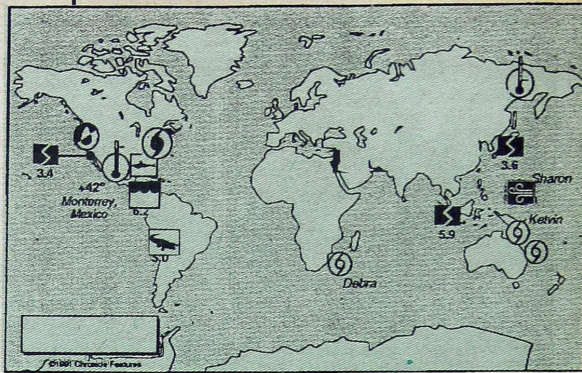 3.4
+42°
Monterrey,
Mexico
6.2
5.0
Debra
5.9
3.6
Sharon
Kelvin
©1991 Chronicle Features